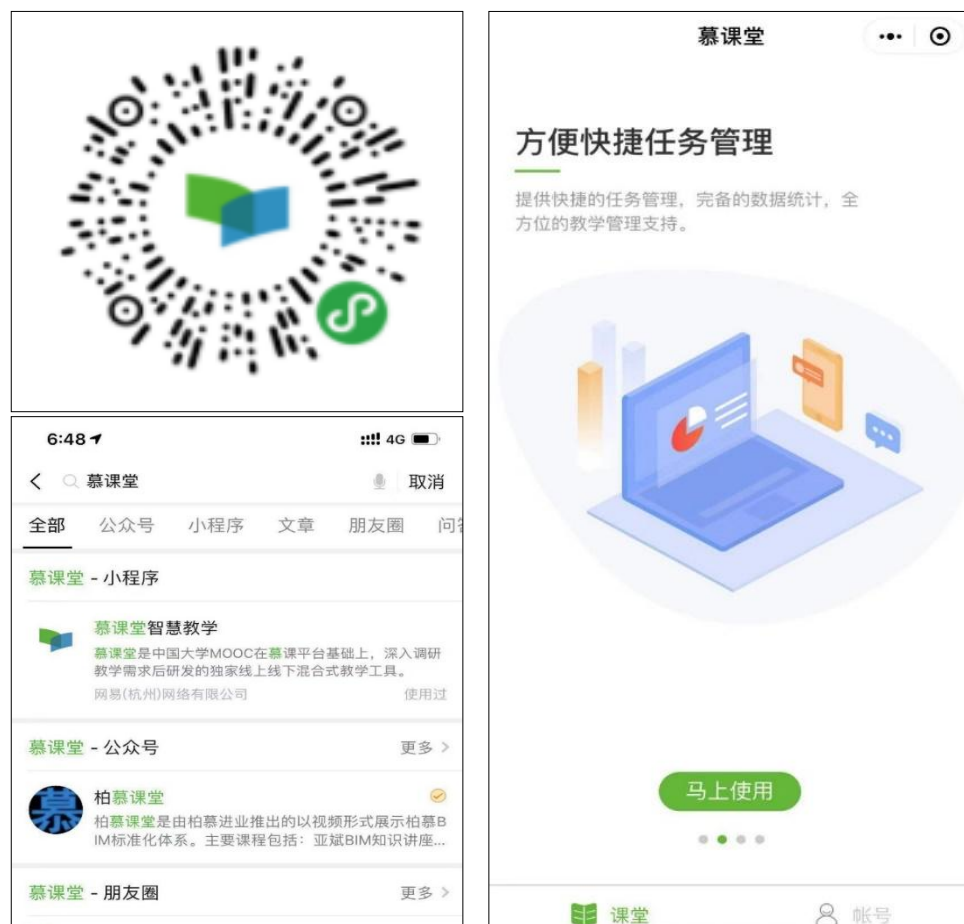 6:48
4G
慕课堂
取消
全部 公众号 小程序 文章 朋友圈 问答
慕课堂 - 小程序
慕课堂智慧教学
慕课堂是中国大学MOOC在慕课平台基础上，深入调研
教学需求后研发的独家线上线下混合式教学工具。
网易(杭州)网络有限公司 使用过
慕课堂 - 公众号 更多 >
慕
柏慕课堂
柏慕课堂是由柏慕进业推出的以视频形式展示柏慕B
IM标准化体系。主要课程包括：亚斌BIM知识讲座...
慕课堂 - 朋友圈 更多 >
慕课堂
方便快捷任务管理
提供快捷的任务管理，完备的数据统计，全
方位的教学管理支持。
马上使用
课堂 帐号